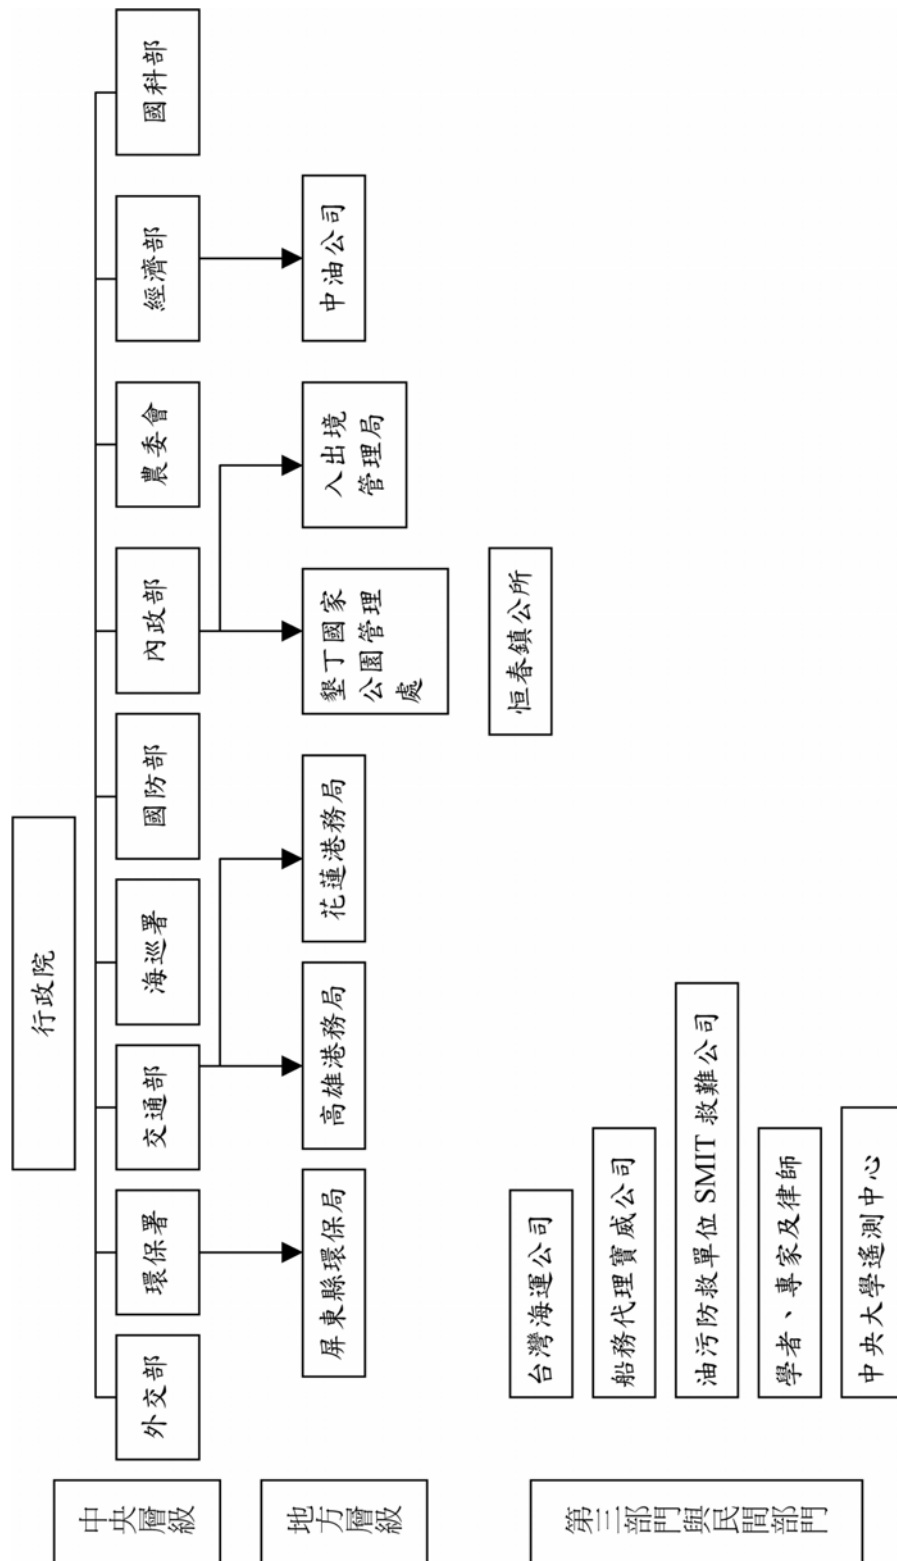 行政院
中央層級
外交部
環保署
交通部
海巡署
國防部
內政部
農委會
經濟部
國科部
地方層級
屏東縣環保局
高雄港務局
花蓮港務局
墾丁國家
公園管理
處
入出境
管理局
中油公司
恒春鎮公所
第三部門與民間部門
台灣海運公司
船務代理寶威公司
油污防救單位 SMIT 救難公司
學者、專家及律師
中央大學遙測中心